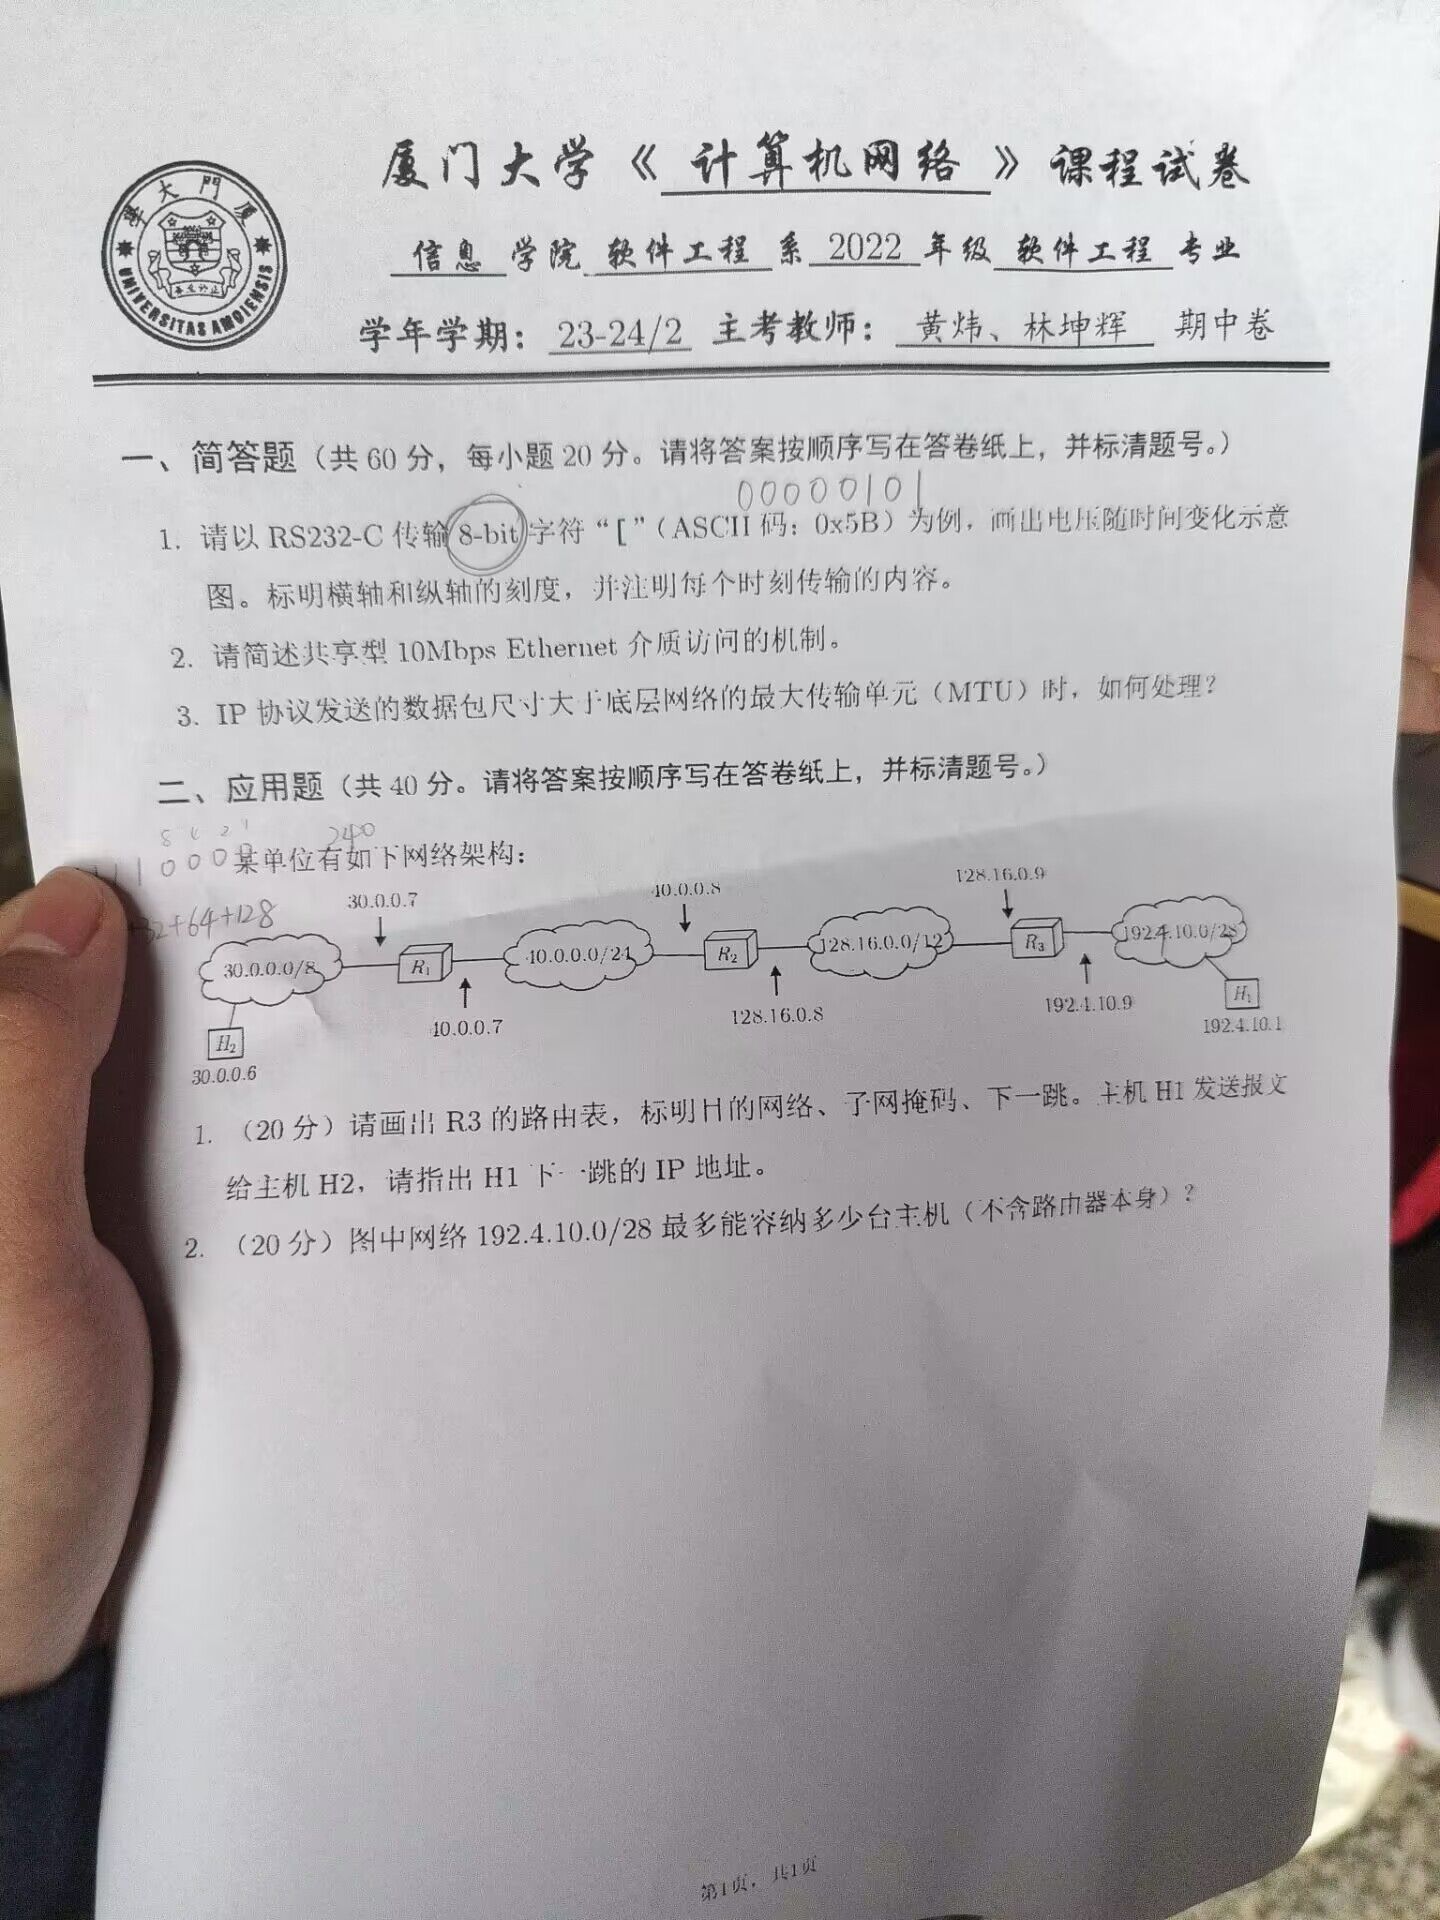 厦门大学《 计算机网络 》课程试卷
信息 学院 软件工程 系 2022 年级 软件工程 专业
学年学期： 23-24/2 主考教师： 黄炜、林坤辉 期中卷
學大門厦
UNIVERSITAS AMOIENSIS
一、简答题（共 60 分，每小题 20 分。请将答案按顺序写在答卷纸上，并标清题号。）
00000101
1. 请以 RS232-C 传输 8-bit 字符“[”（ASCII 码：0x5B）为例，画出电压随时间变化示意
图。标明横轴和纵轴的刻度，并注明每个时刻传输的内容。
2. 请简述共享型 10Mbps Ethernet 介质访问的机制。
3. IP 协议发送的数据包尺寸大于底层网络的最大传输单元（MTU）时，如何处理？
二、应用题（共 40 分。请将答案按顺序写在答卷纸上，并标清题号。）
240
0000 某单位有如下网络架构：
32+64+128
30.0.0.7
40.0.0.8
128.16.0.9
30.0.0.0/8
R1
40.0.0.0/24
R2
128.16.0.0/12
R3
192.4.10.0/28
40.0.0.7
128.16.0.8
192.4.10.9
H1
192.4.10.1
H2
30.0.0.6
1. （20 分）请画出 R3 的路由表，标明目的网络、子网掩码、下一跳。主机 H1 发送报文
给主机 H2，请指出 H1 下一跳的 IP 地址。
2. （20 分）图中网络 192.4.10.0/28 最多能容纳多少台主机（不含路由器本身）？
第1页，共1页